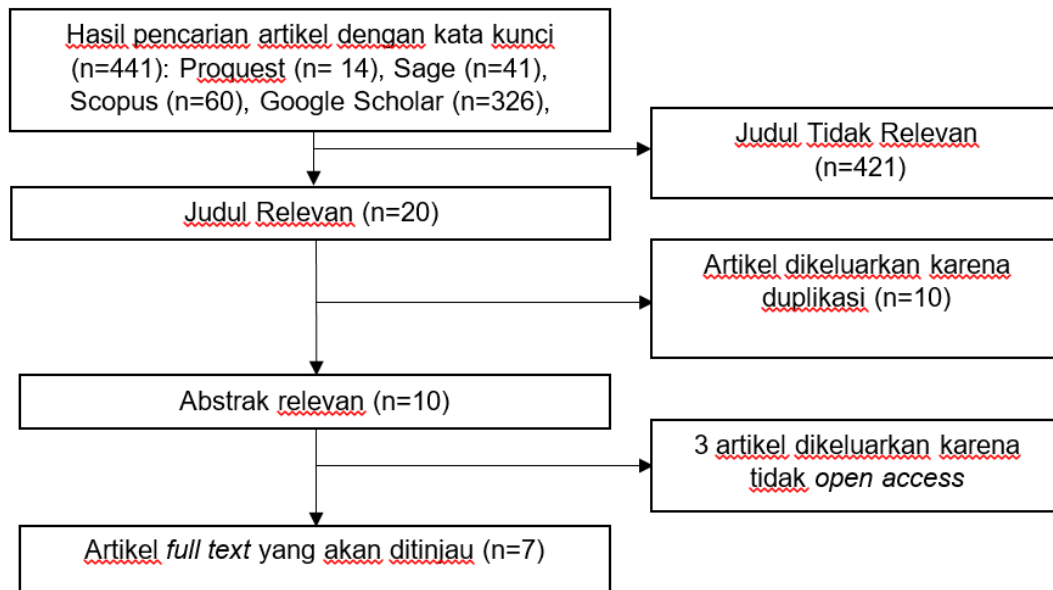 Hasil pencarian artikel dengan kata kunci
(n=441): Proquest (n= 14), Sage (n=41),
Scopus (n=60), Google Scholar (n=326),
Judul Tidak Relevan
(n=421)
Judul Relevan (n=20)
Artikel dikeluarkan karena
duplikasi (n=10)
Abstrak relevan (n=10)
3 artikel dikeluarkan karena
tidak open access
Artikel full text yang akan ditinjau (n=7)